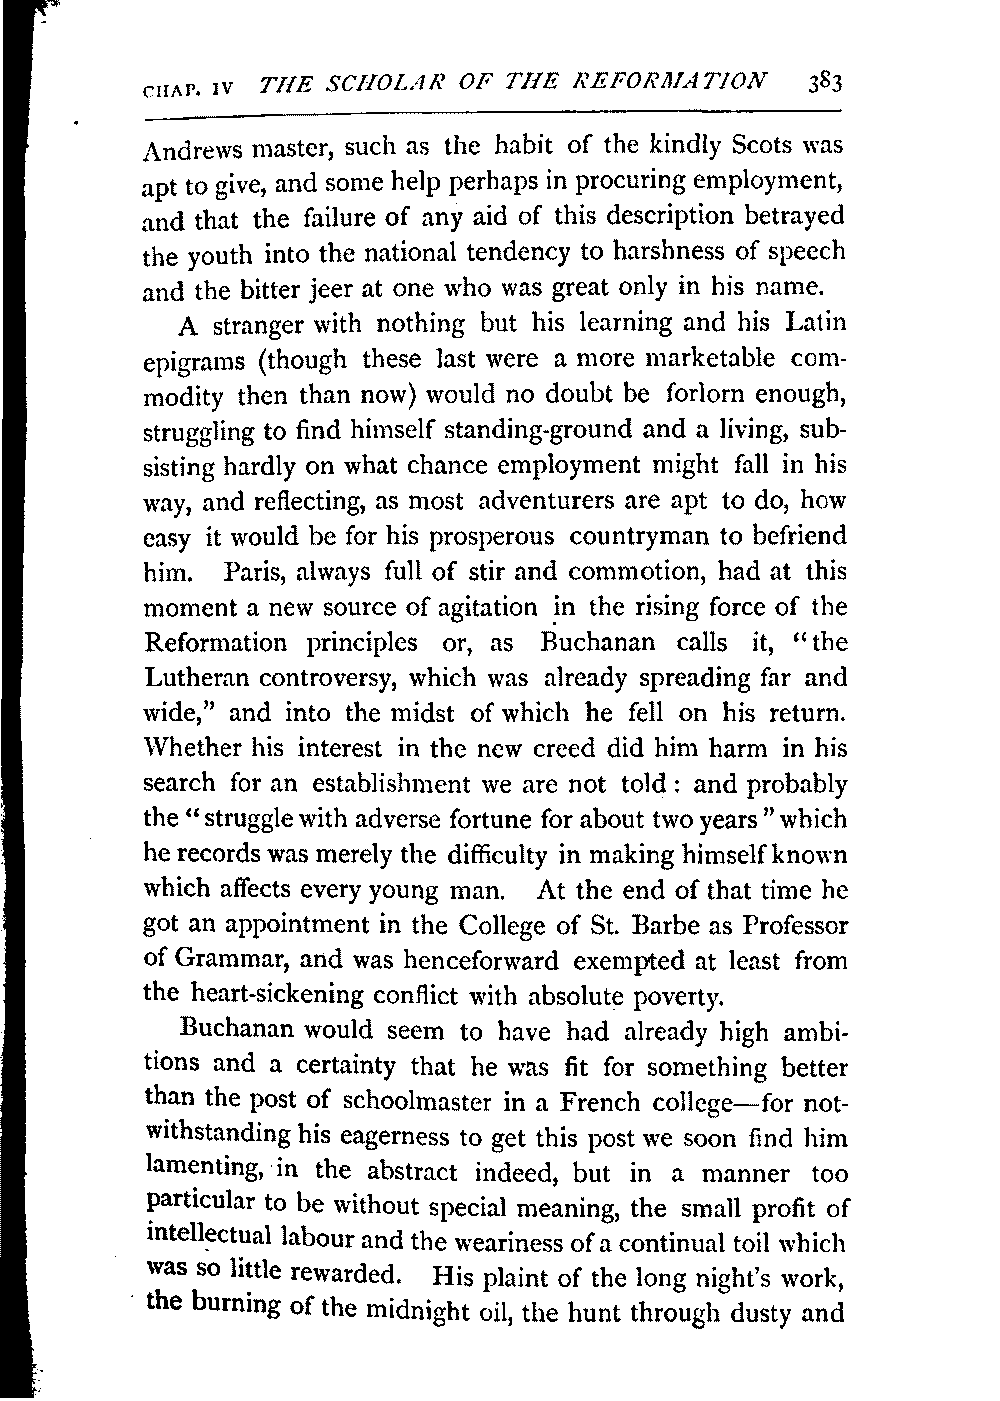 CHAP. IV THE SCHOLAR OF THE REFORMATION 383
Andrews master, such as the habit of the kindly Scots was
apt to give, and some help perhaps in procuring employment,
and that the failure of any aid of this description betrayed
the youth into the national tendency to harshness of speech
and the bitter jeer at one who was great only in his name.
A stranger with nothing but his learning and his Latin
epigrams (though these last were a more marketable com-
modity then than now) would no doubt be forlorn enough,
struggling to find himself standing-ground and a living, sub-
sisting hardly on what chance employment might fall in his
way, and reflecting, as most adventurers are apt to do, how
easy it would be for his prosperous countryman to befriend
him. Paris, always full of stir and commotion, had at this
moment a new source of agitation in the rising force of the
Reformation principles or, as Buchanan calls it, “the
Lutheran controversy, which was already spreading far and
wide,” and into the midst of which he fell on his return.
Whether his interest in the new creed did him harm in his
search for an establishment we are not told: and probably
the “struggle with adverse fortune for about two years” which
he records was merely the difficulty in making himself known
which affects every young man. At the end of that time he
got an appointment in the College of St. Barbe as Professor
of Grammar, and was henceforward exempted at least from
the heart-sickening conflict with absolute poverty.
Buchanan would seem to have had already high ambi-
tions and a certainty that he was fit for something better
than the post of schoolmaster in a French college—for not-
withstanding his eagerness to get this post we soon find him
lamenting, in the abstract indeed, but in a manner too
particular to be without special meaning, the small profit of
intellectual labour and the weariness of a continual toil which
was so little rewarded. His plaint of the long night's work,
the burning of the midnight oil, the hunt through dusty and